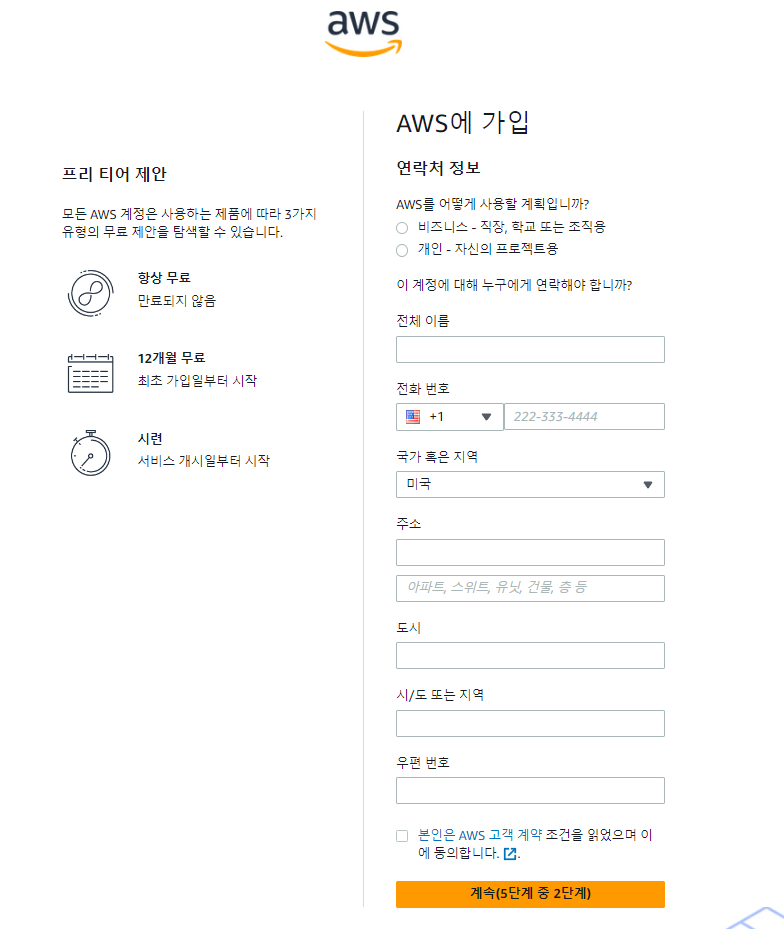 aws
프리 티어 제안
모든 AWS 계정은 사용하는 제품에 따라 3가지
유형의 무료 제안을 탐색할 수 있습니다.
항상 무료
만료되지 않음
12개월 무료
최초 가입일부터 시작
시련
서비스 개시일부터 시작
AWS에 가입
연락처 정보
AWS를 어떻게 사용할 계획입니까?
비즈니스 - 직장, 학교 또는 조직용
개인 - 자신의 프로젝트용
이 계정에 대해 누구에게 연락해야 합니까?
전체 이름
전화 번호
+1
222-333-4444
국가 혹은 지역
미국
주소
아파트, 스위트, 유닛, 건물, 층 등
도시
시/도 또는 지역
우편 번호
본인은 AWS 고객 계약 조건을 읽었으며 이
에 동의합니다. .
계속(5단계 중 2단계)